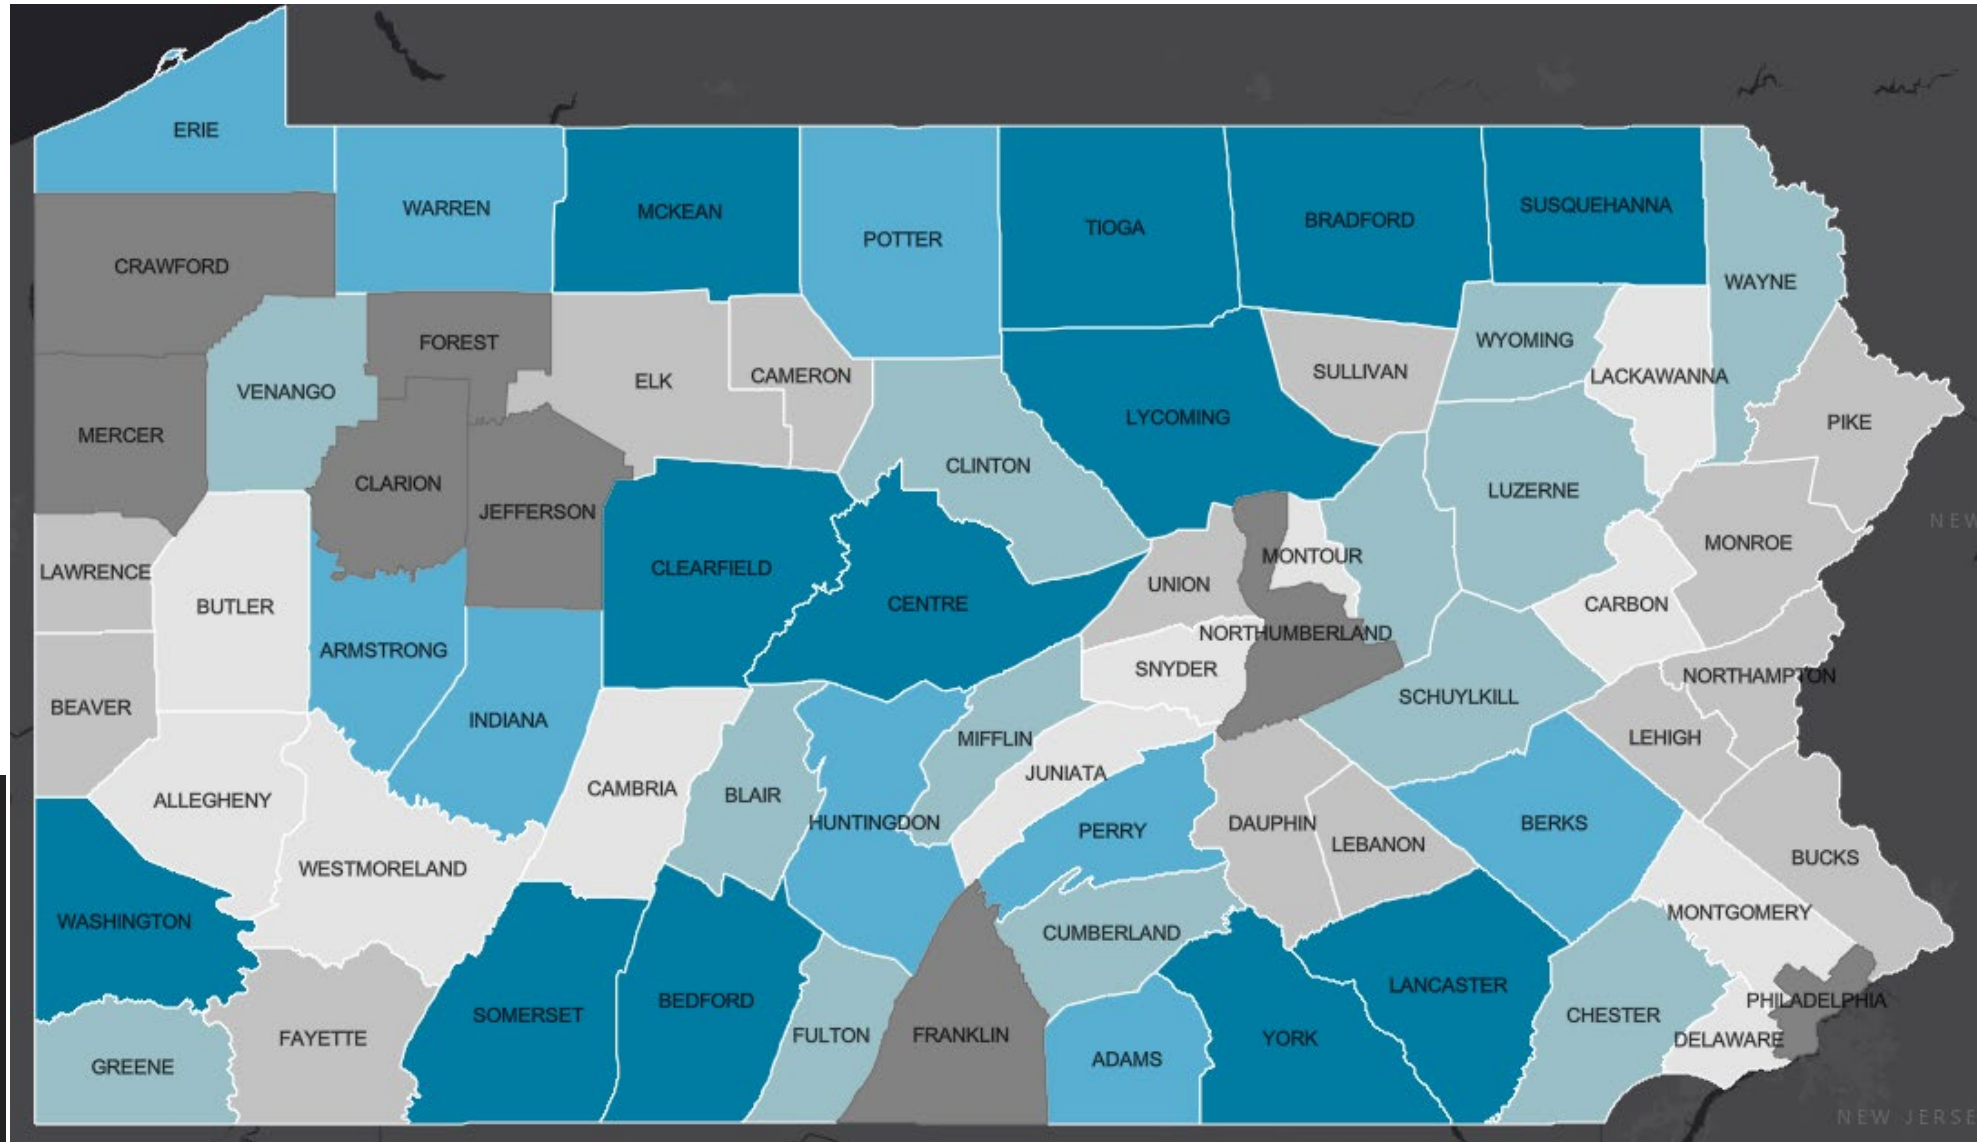 ERIE
WARREN
MCKEAN
POTTER
TIOGA
BRADFORD
SUSQUEHANNA
WAYNE
CRAWFORD
FOREST
VENANGO
ELK
CAMERON
SULLIVAN
WYOMING
LACKAWANNA
PIKE
MERCER
CLARION
JEFFERSON
CLINTON
LYCOMING
LUZERNE
MONROE
NEW
LAWRENCE
BUTLER
CLEARFIELD
CENTRE
UNION
MONTOUR
CARBON
ARMSTRONG
NORTHUMBERLAND
SNYDER
SCHUYLKILL
NORTHAMPTON
BEAVER
INDIANA
MIFFLIN
LEHIGH
ALLEGHENY
CAMBRIA
BLAIR
JUNIATA
HUNTINGDON
PERRY
DAUPHIN
LEBANON
BERKS
BUCKS
WESTMORELAND
WASHINGTON
CUMBERLAND
MONTGOMERY
LANCASTER
PHILADELPHIA
SOMERSET
BEDFORD
FULTON
FRANKLIN
CHESTER
DELAWARE
GREENE
FAYETTE
ADAMS
YORK
NEW JERSE